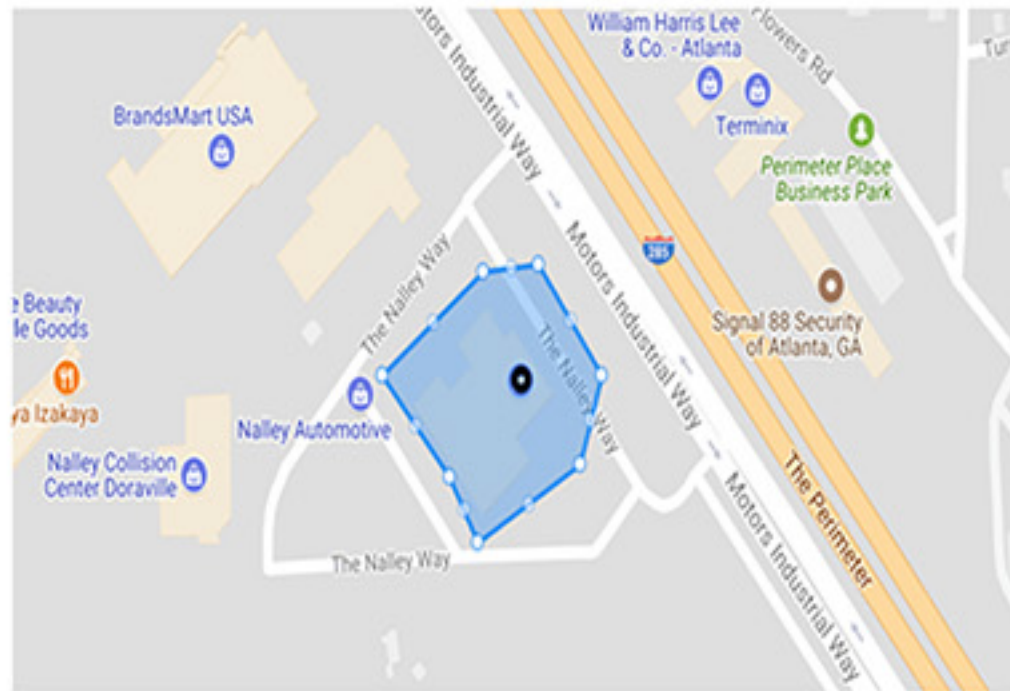 otors Industrial Way
William Harris Lee
& Co. - Atlanta
Flowers Rd
Tur
BrandsMart USA
Terminix
Perimeter Place
Business Park
The Nalley Way
Motors Industrial Way
285
e Beauty
le Goods
Signal 88 Security
of Atlanta, GA
The Nalley Way
ya Izakaya
Nalley Automotive
Nalley Collision
Center Doraville
The Perimeter
Motors Industrial Way
The Nalley Way